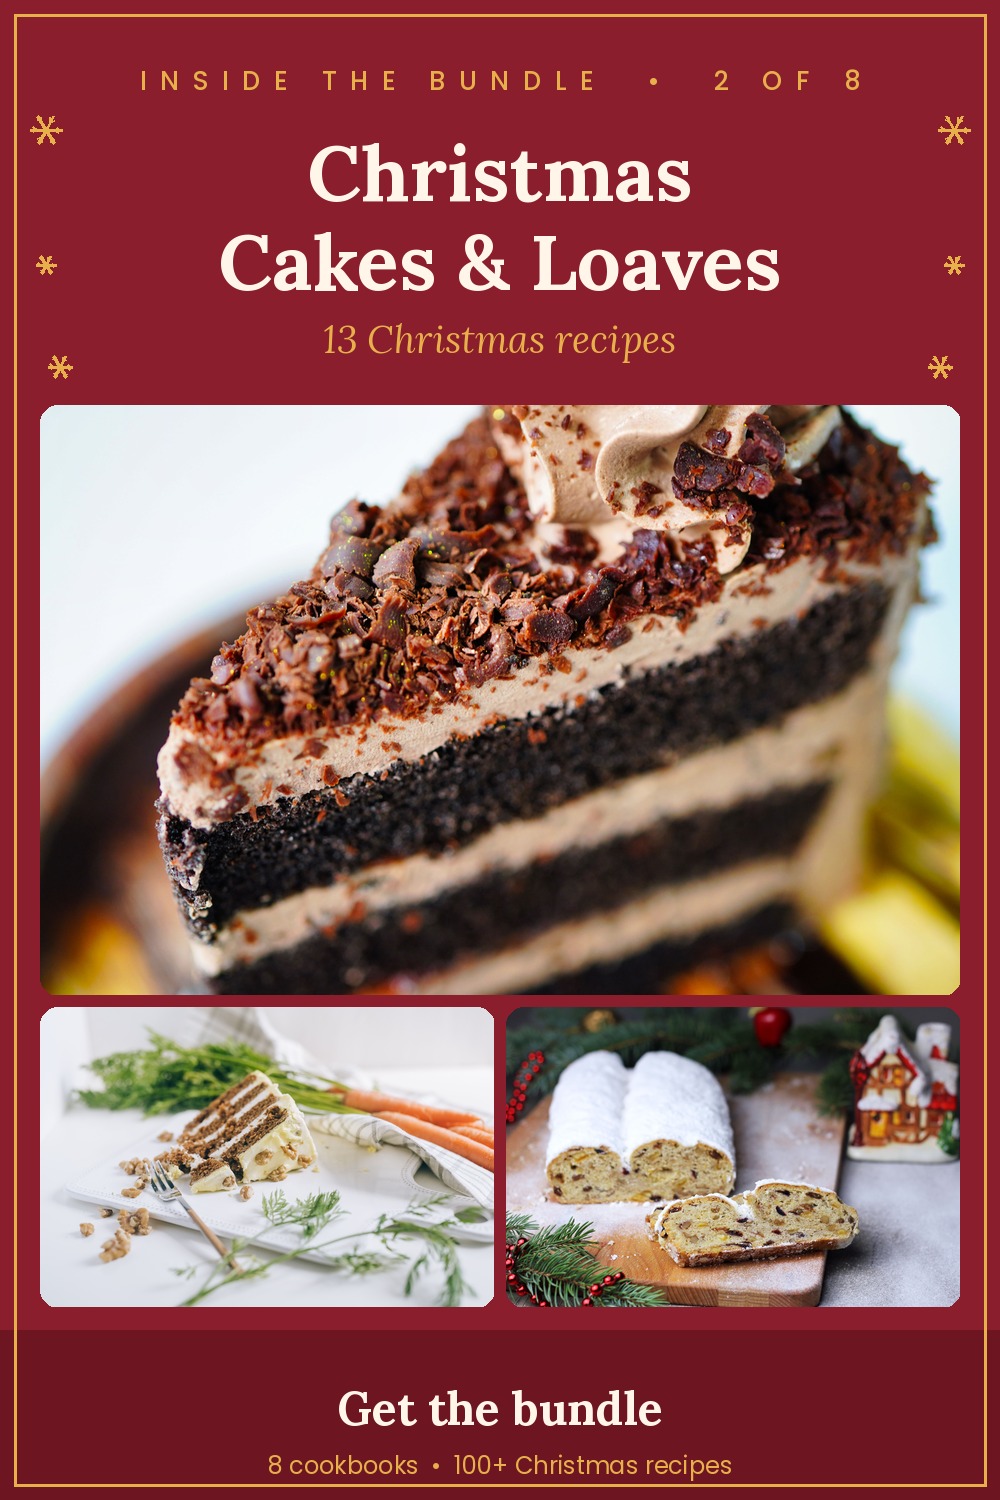 INSIDE THE BUNDLE • 2 OF 8
Christmas
Cakes & Loaves
13 Christmas recipes
Get the bundle
8 cookbooks • 100+ Christmas recipes